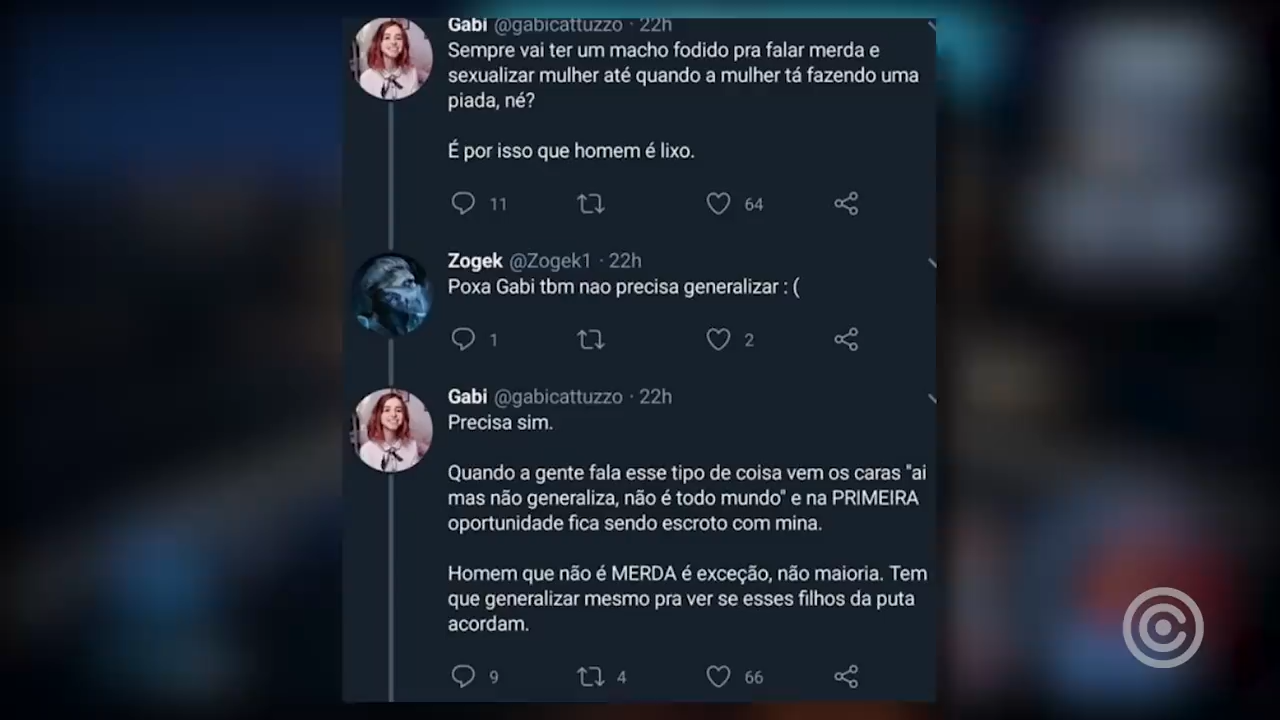 Gabi @gabicattuzzo · 22h
Sempre vai ter um macho fodido pra falar merda e
sexualizar mulher até quando a mulher tá fazendo uma
piada, né?
É por isso que homem é lixo.
11 64
Zogek @Zogek1 · 22h
Poxa Gabi tbm nao precisa generalizar : (
1 2
Gabi @gabicattuzzo · 22h
Precisa sim.
Quando a gente fala esse tipo de coisa vem os caras "ai
mas não generaliza, não é todo mundo" e na PRIMEIRA
oportunidade fica sendo escroto com mina.
Homem que não é MERDA é exceção, não maioria. Tem
que generalizar mesmo pra ver se esses filhos da puta
acordam.
9 4 66